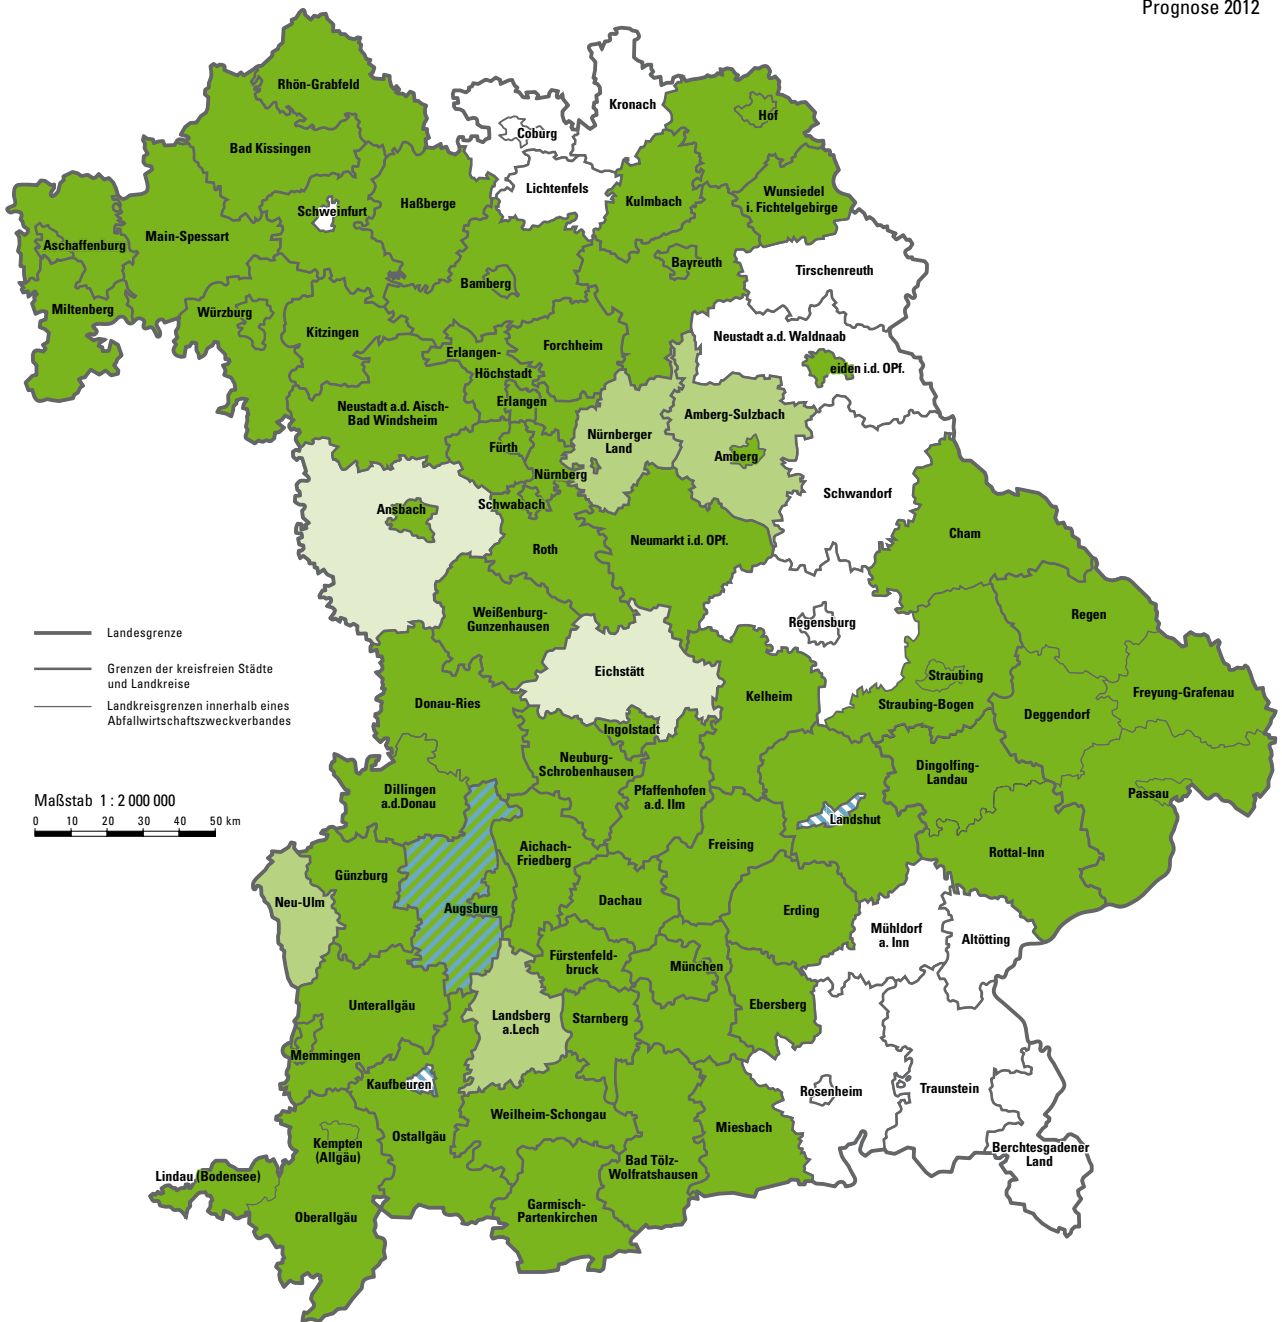 Prognose 2012
Rhön-Grabfeld
Kronach
Hof
Coburg
Bad Kissingen
Lichtenfels
Wunsiedel
i. Fichtelgebirge
Kulmbach
Haßberge
Schweinfurt
Main-Spessart
Aschaffenburg
Bayreuth
Tirschenreuth
Bamberg
Miltenberg
Würzburg
Kitzingen
Neustadt a.d. Waldnaab
Forchheim
Erlangen-
Höchstadt
eiden i.d. OPf.
Erlangen
Neustadt a.d. Aisch-
Bad Windsheim
Amberg-Sulzbach
Nürnberger
Land
Fürth
Amberg
Nürnberg
Schwandorf
Ansbach
Schwabach
Cham
Neumarkt i.d. OPf.
Roth
Weißenburg-
Gunzenhausen
Regen
Regensburg
Landesgrenze
Grenzen der kreisfreien Städte
und Landkreise
Landkreisgrenzen innerhalb eines
Abfallwirtschaftszweckverbandes
Eichstätt
Straubing
Freyung-Grafenau
Kelheim
Donau-Ries
Straubing-Bogen
Deggendorf
Ingolstadt
Neuburg-
Schrobenhausen
Dingolfing-
Landau
Dillingen
a.d.Donau
Pfaffenhofen
a.d. Ilm
Passau
Maßstab 1 : 2 000 000
0 10 20 30 40 50 km
Landshut
Aichach-
Friedberg
Freising
Rottal-Inn
Günzburg
Neu-Ulm
Augsburg
Dachau
Erding
Mühldorf
a. Inn
Altötting
Fürstenfeld-
bruck
München
Unterallgäu
Ebersberg
Landsberg
a.Lech
Starnberg
Memmingen
Kaufbeuren
Rosenheim
Traunstein
Weilheim-Schongau
Miesbach
Ostallgäu
Kempten
(Allgäu)
Berchtesgadener
Land
Bad Tölz-
Wolfratshausen
Lindau (Bodensee)
Garmisch-
Partenkirchen
Oberallgäu